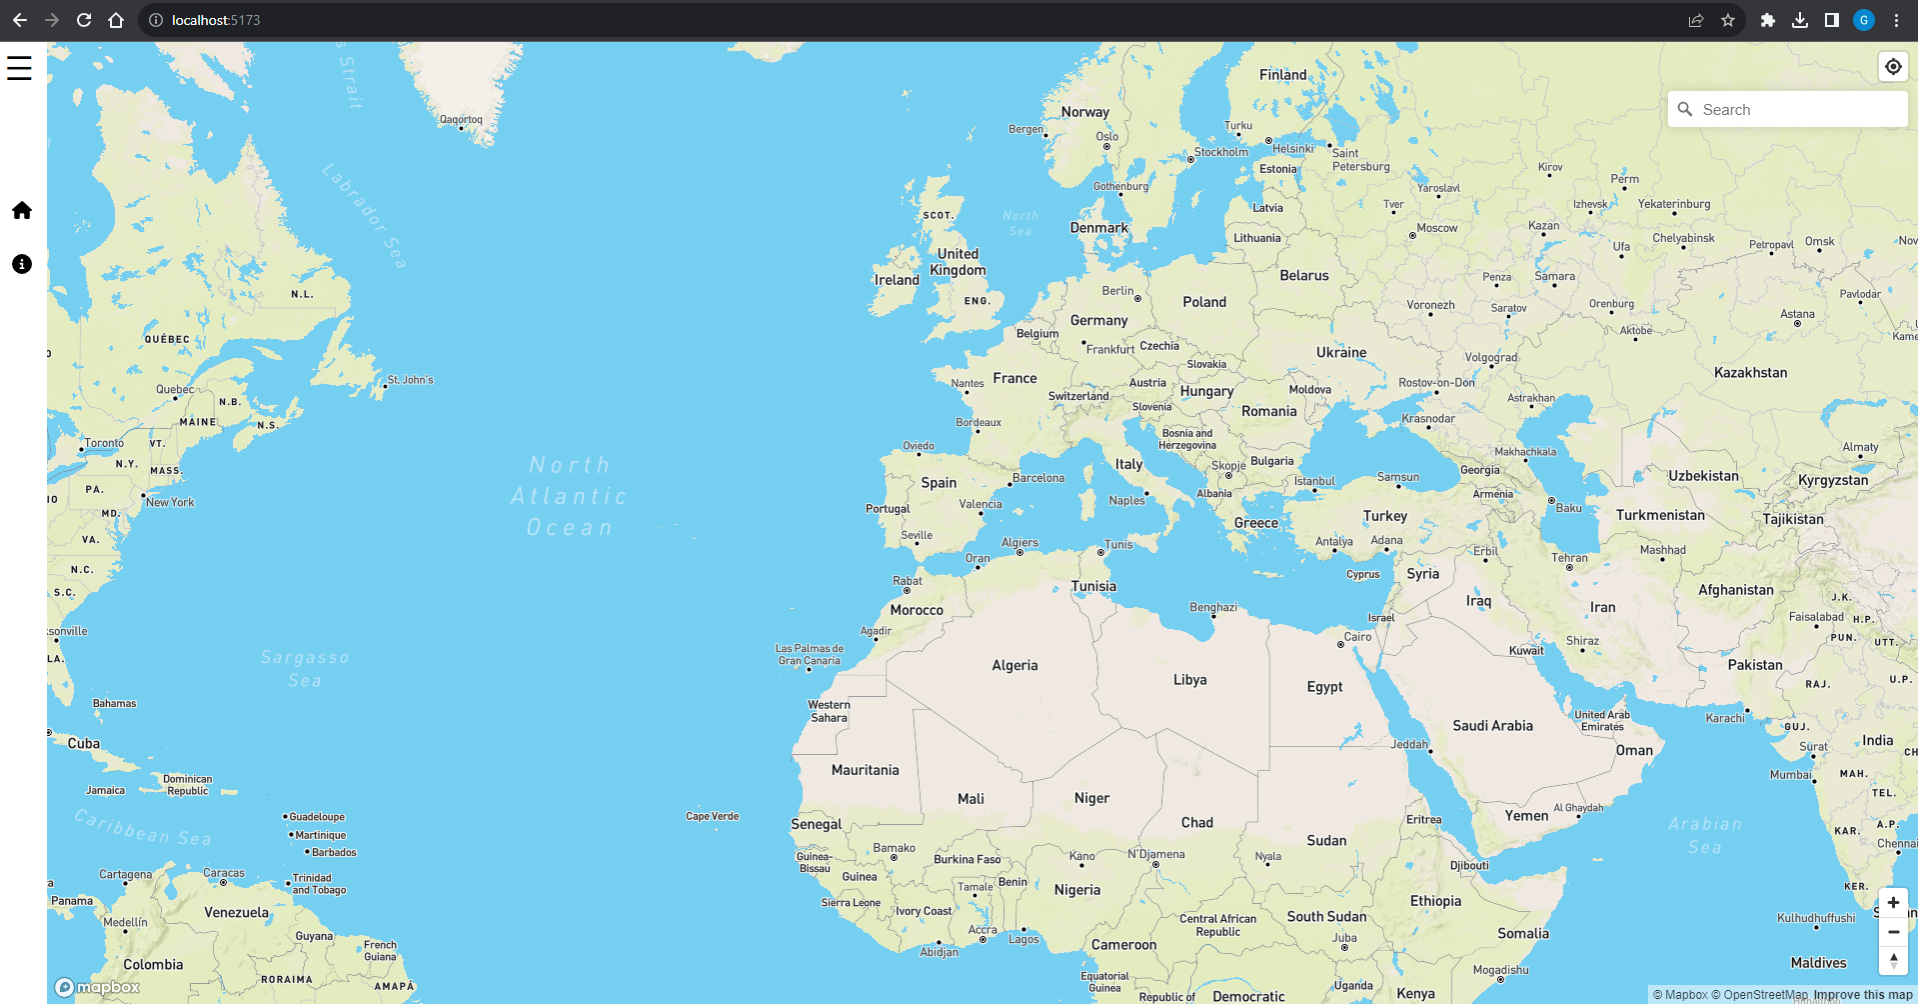 localhost:5173
G
s Strait
Qaqortoq
Labrador Sea
Finland
Search
Norway
Bergen
Oslo
Turku
Helsinki
Stockholm
Saint
Petersburg
Estonia
Kirov
Perm
Gothenburg
Yaroslavl
Latvia
Tver
Izhevsk
Yekaterinburg
SCOT.
North
Sea
Denmark
Moscow
Kazan
Lithuania
Ufa
Chelyabinsk
Petropavl
Omsk
Nov
United
Kingdom
Ireland
Belarus
Penza
Samara
N.L.
ENG.
Berlin
Poland
Voronezh
Saratov
Orenburg
Pavlodar
Germany
Astana
QUÉBEC
Belgium
Frankfurt
Czechia
Aktobe
Kame
Ukraine
Volgograd
Slovakia
St. John's
Nantes
France
Austria
Hungary
Moldova
Rostov-on-Don
Kazakhstan
Quebec
N.B.
Switzerland
Slovenia
Romania
Astrakhan
MAINE
N.S.
Bordeaux
Krasnodar
Toronto
VT.
Oviedo
Bosnia and
Herzegovina
Makhachkala
Almaty
N.Y.
MASS.
North
Atlantic
Ocean
Italy
Skopje
Bulgaria
Georgia
Uzbekistan
Kyrgyzstan
PA.
Spain
Barcelona
Istanbul
Samsun
IO
New York
Valencia
Naples
Albania
Armenia
Baku
MD.
Portugal
Greece
Turkey
Turkmenistan
Tajikistan
VA.
Seville
Algiers
Tunis
Antalya
Adana
Erbil
Mashhad
N.C.
Oran
Tehran
S.C.
Rabat
Tunisia
Cyprus
Syria
Afghanistan
J.K.
Morocco
Benghazi
Iraq
Iran
Israel
Faisalabad
H.P.
ksonville
Agadir
Cairo
Shiraz
PUN.
UTT.
LA.
Sargasso
Sea
Las Palmas de
Gran Canaria
Algeria
Kuwait
Pakistan
Libya
Egypt
RAJ.
U.P.
Bahamas
Western
Sahara
Saudi Arabia
United Arab
Emirates
Karachi
GUJ.
Cuba
Jeddah
Oman
Surat
India
CH
Mauritania
Mumbai
MAH.
Dominican
Republic
Jamaica
Mali
Niger
TEL.
Caribbean Sea
Guadeloupe
Cape Verde
Senegal
Chad
Eritrea
Yemen
Al Ghaydah
Arabian
Sea
A.P.
Martinique
Sudan
KAR.
Barbados
Guinea-
Bissau
Bamako
Burkina Faso
Kano
N'Djamena
Nyala
Djibouti
Chennai
Cartagena
Caracas
Trinidad
and Tobago
Guinea
Tamale
Benin
Nigeria
KER.
Panama
Sierra Leone
Ivory Coast
Ethiopia
Medellín
Venezuela
Accra
Lagos
Central African
Republic
South Sudan
Kulhudhuffushi
Guyana
French
Guiana
Abidjan
Cameroon
Juba
Somalia
Colombia
RORAIMA
AMAPÁ
Equatorial
Guinea
Uganda
Mogadishu
Maldives
mapbox
Republic of
Democratic
Kenya
© Mapbox © OpenStreetMap Improve this map